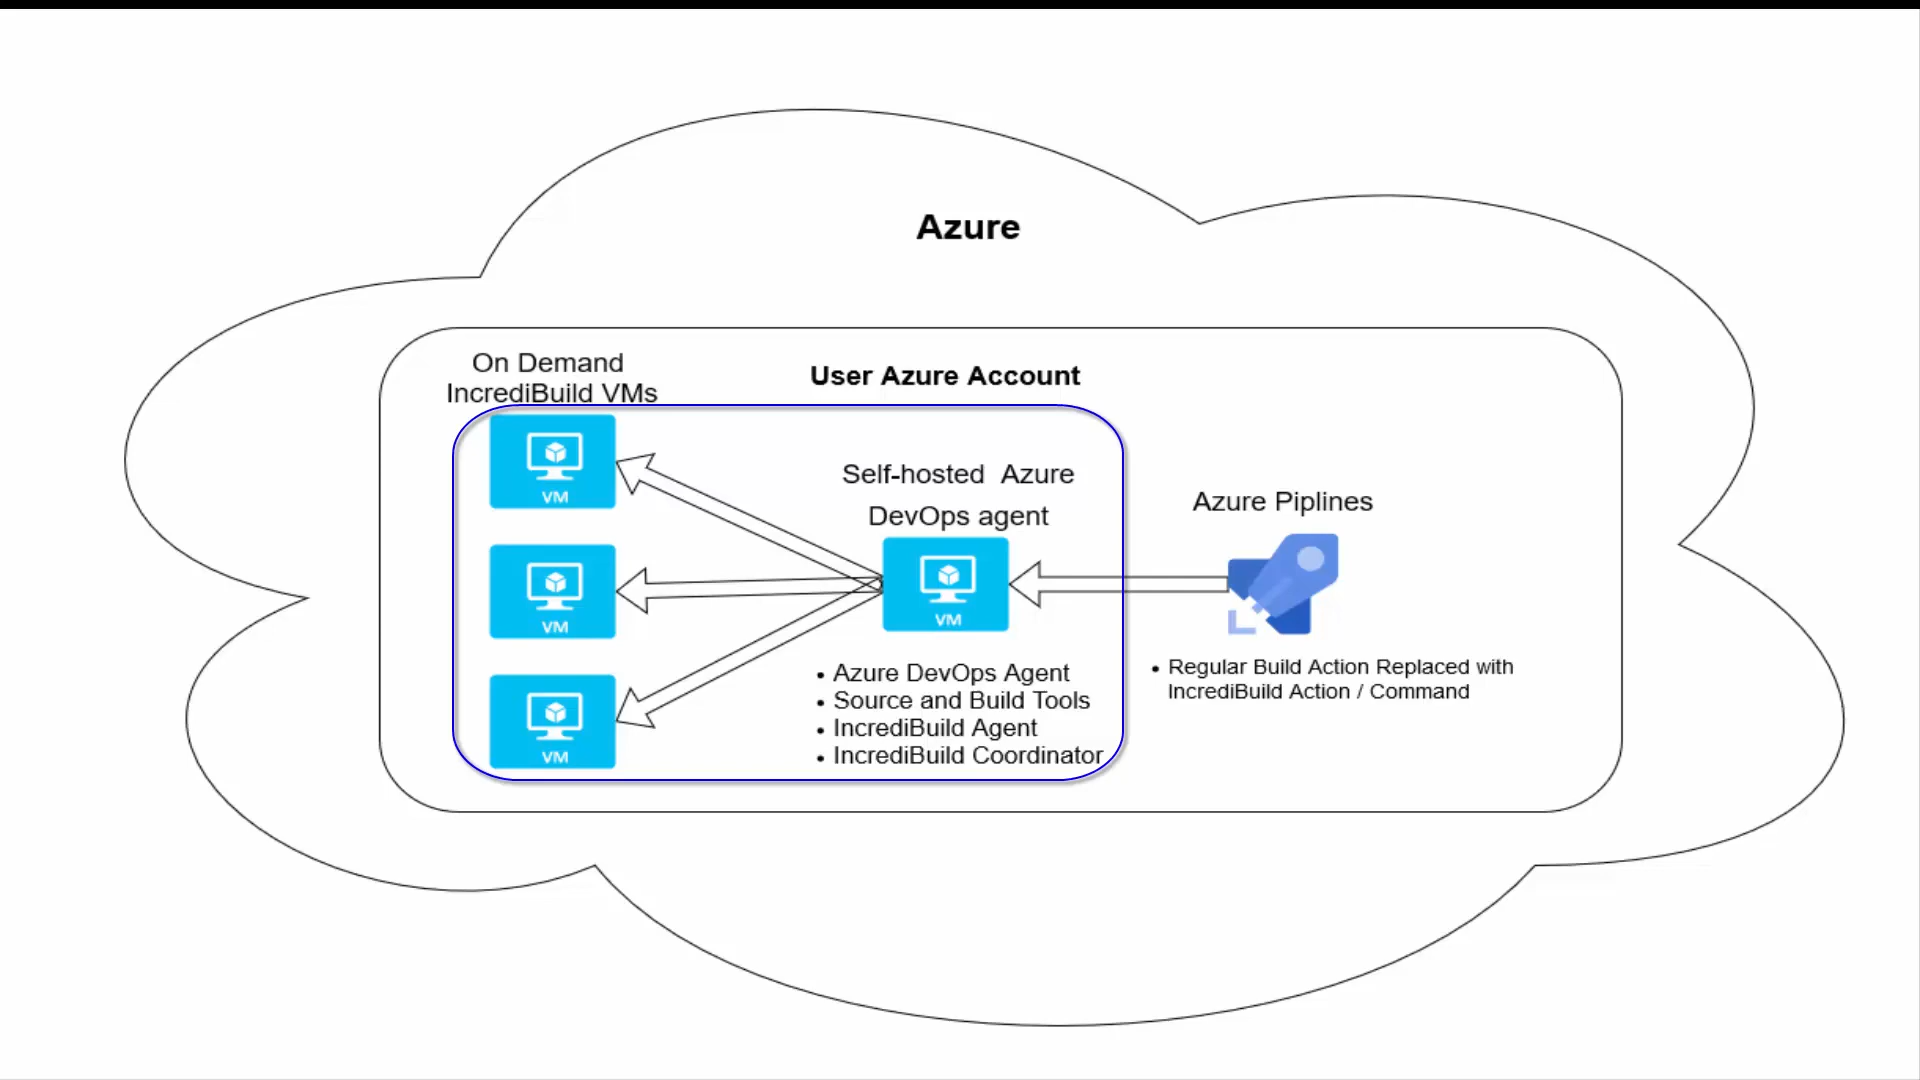 Azure
On Demand
IncrediBuild VMs
User Azure Account
VM
VM
VM
Self-hosted Azure
DevOps agent
VM
• Azure DevOps Agent
• Source and Build Tools
• IncrediBuild Agent
• IncrediBuild Coordinator
Azure Piplines
• Regular Build Action Replaced with
IncrediBuild Action / Command